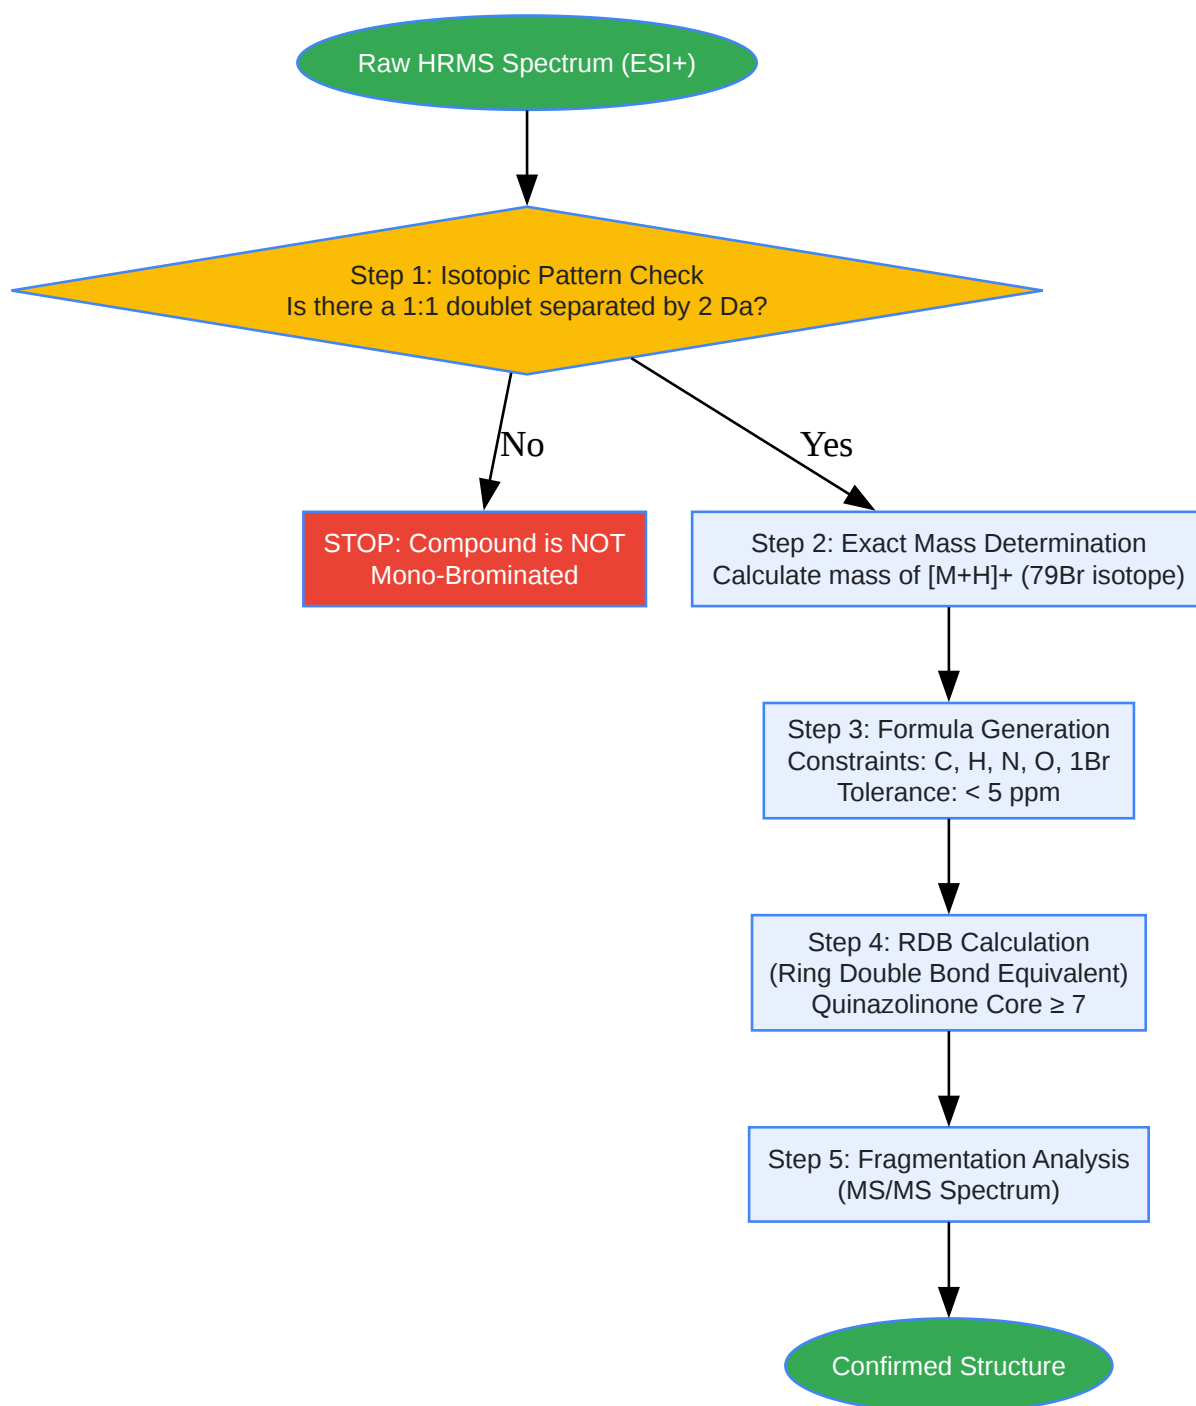 Raw HRMS Spectrum (ESI+)
Step 1: Isotopic Pattern Check
Is there a 1:1 doublet separated by 2 Da?
No
Yes
STOP: Compound is NOT
Mono-Brominated
Step 2: Exact Mass Determination
Calculate mass of [M+H]+ (79Br isotope)
Step 3: Formula Generation
Constraints: C, H, N, O, 1Br
Tolerance: < 5 ppm
Step 4: RDB Calculation
(Ring Double Bond Equivalent)
Quinazolinone Core ≥ 7
Step 5: Fragmentation Analysis
(MS/MS Spectrum)
Confirmed Structure